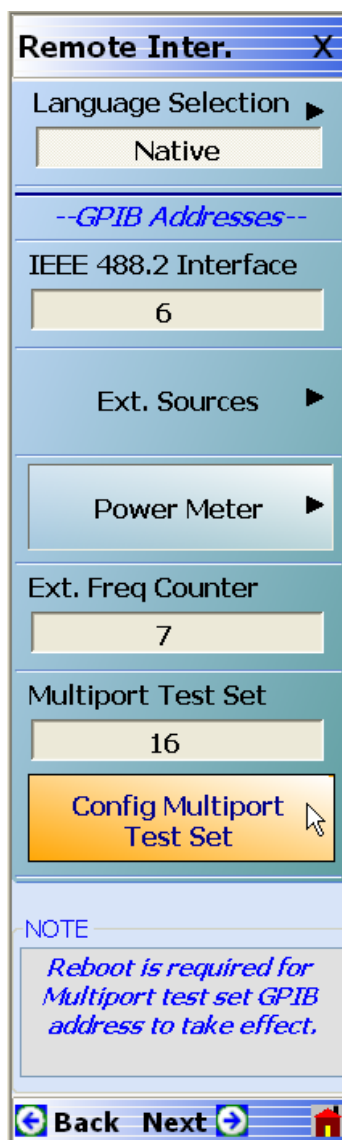 Remote Inter. X
Language Selection
Native
--GPIB Addresses--
IEEE 488.2 Interface
6
Ext. Sources
Power Meter
Ext. Freq Counter
7
Multiport Test Set
16
Config Multiport
Test Set
NOTE
Reboot is required for
Multiport test set GPIB
address to take effect.
Back Next